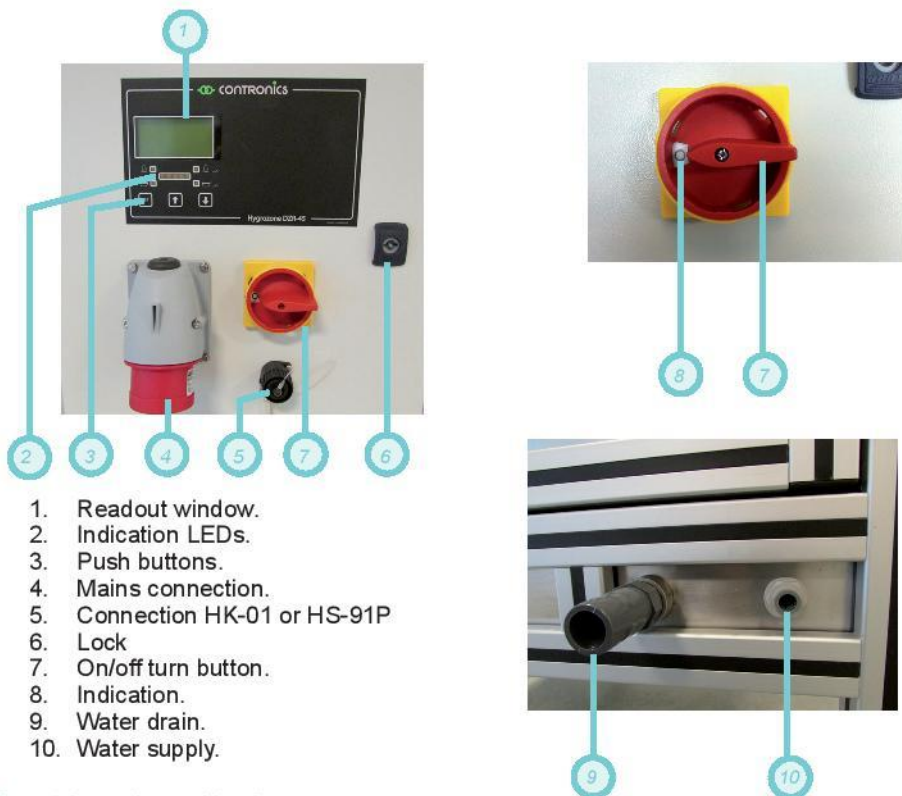 1
CONTRONICS
Hygrozone DZR-45
2
3
4
5
7
6
8
7
1. Readout window.
2. Indication LEDs.
3. Push buttons.
4. Mains connection.
5. Connection HK-01 or HS-91P
6. Lock
7. On/off turn button.
8. Indication.
9. Water drain.
10. Water supply.
9
10